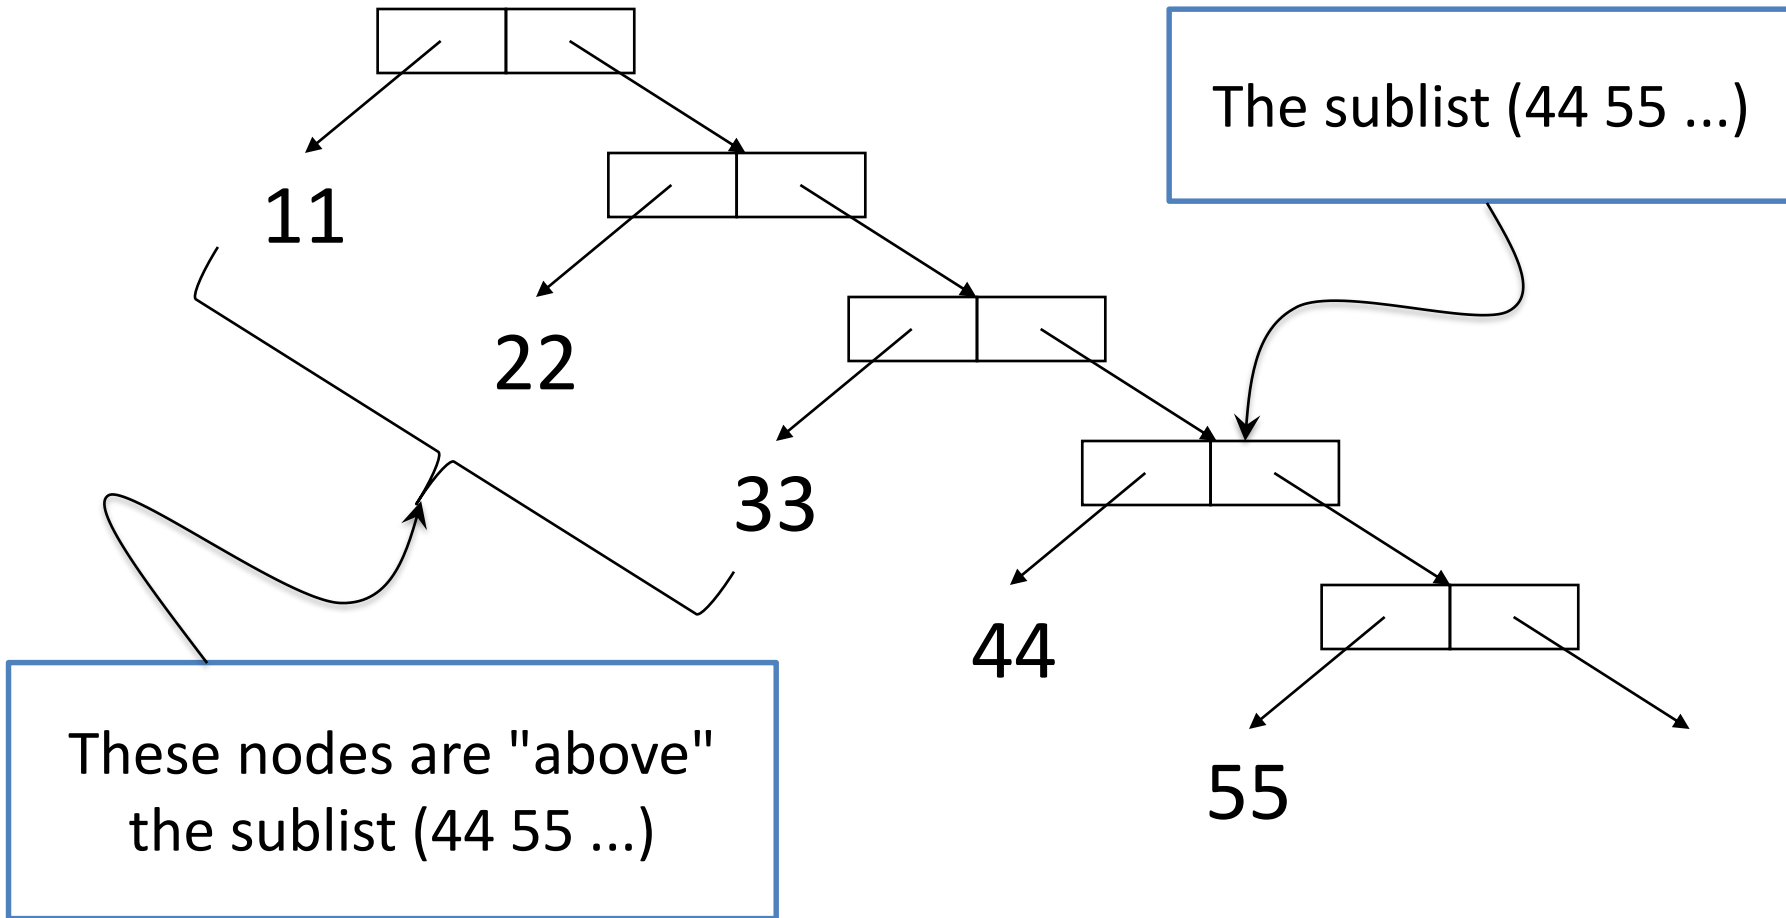 The sublist (44 55 ...)
11
22
33
44
55
These nodes are "above"
the sublist (44 55 ...)